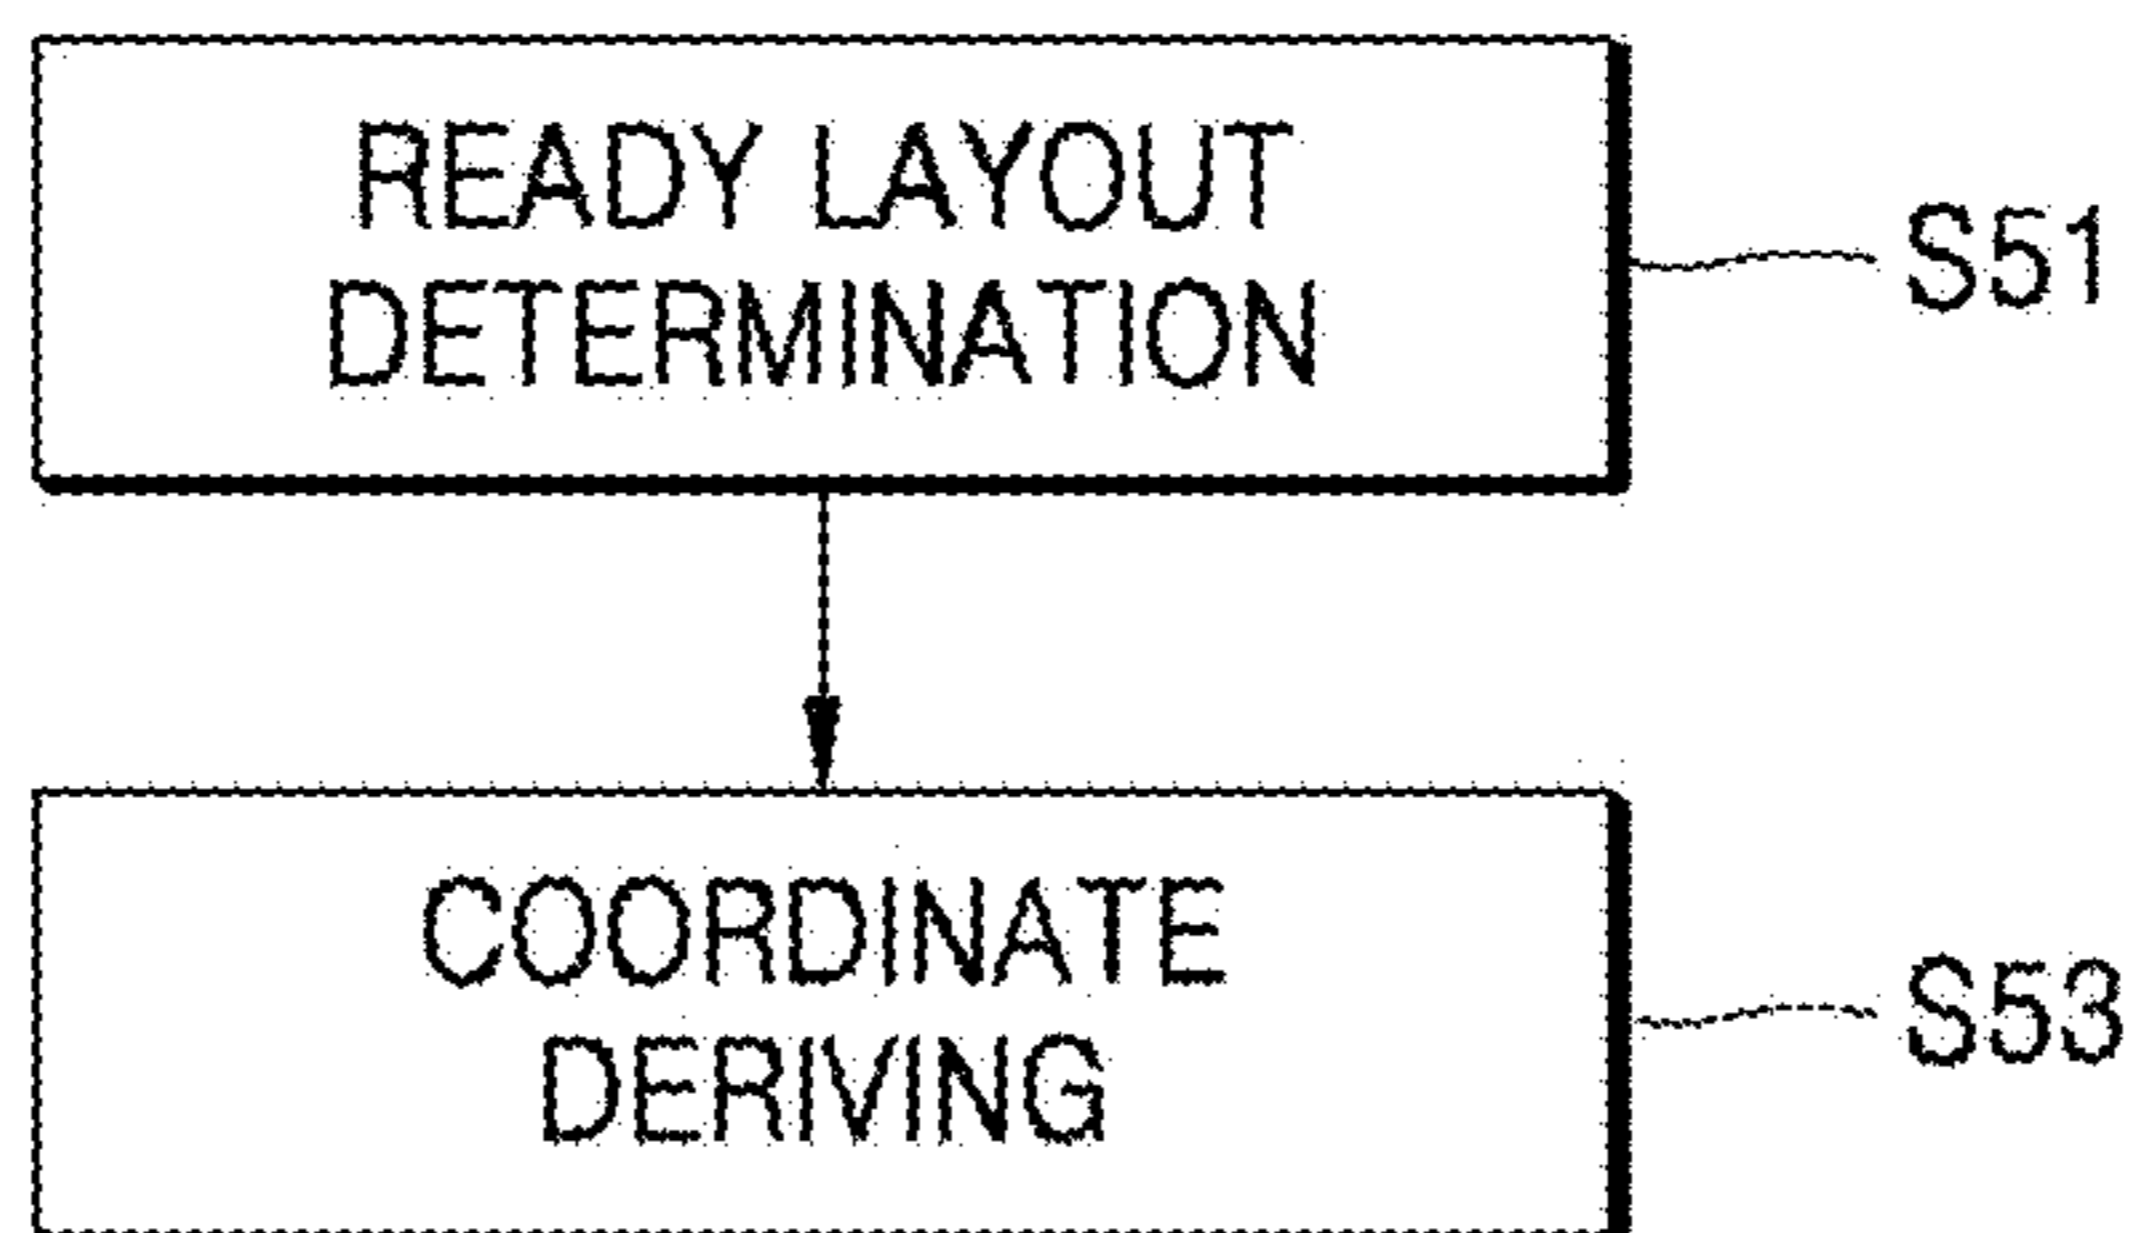 READY LAYOUT
DETERMINATION
S51
COORDINATE
DERIVING
S53